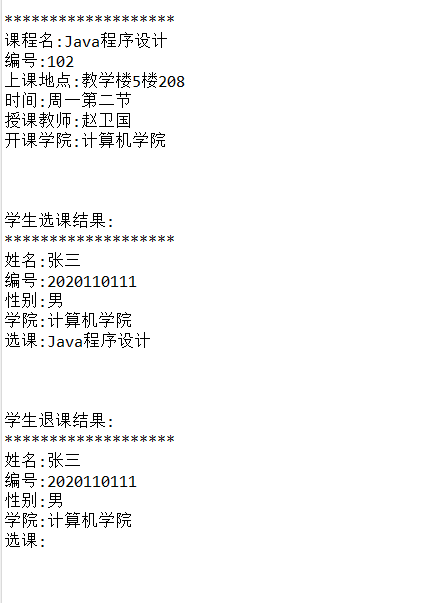 ********************
课程名:Java程序设计
编号:102
上课地点:教学楼5楼208
时间:周一第二节
授课教师:赵卫国
开课学院:计算机学院
学生选课结果:
********************
姓名:张三
编号:2020110111
性别:男
学院:计算机学院
选课:Java程序设计
学生退课结果:
********************
姓名:张三
编号:2020110111
性别:男
学院:计算机学院
选课: